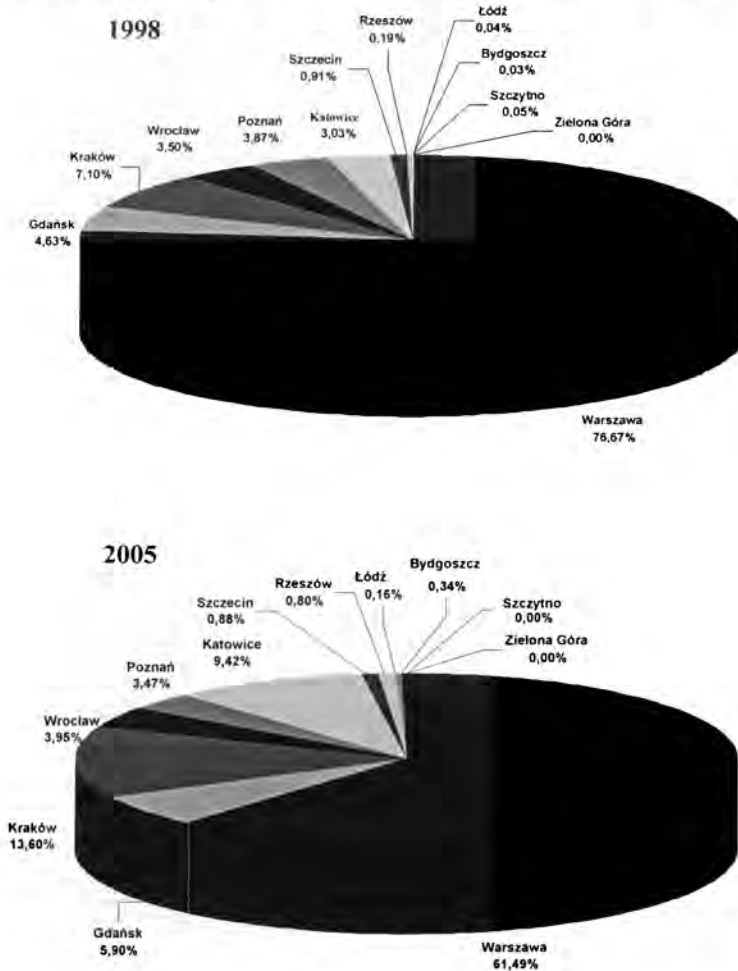 1998
Rzeszów
0,19%
Łódź
0,04%
Szczecin
0,91%
Bydgoszcz
0,03%
Szczytno
0,05%
Zielona Góra
0,00%
Wrocław
3,50%
Poznań
3,87%
Katowice
3,03%
Kraków
7,10%
Gdańsk
4,63%
Warszawa
76,67%
2005
Bydgoszcz
0,34%
Łódź
0,16%
Rzeszów
0,80%
Szczecin
0,88%
Szczytno
0,00%
Zielona Góra
0,00%
Katowice
9,42%
Poznań
3,47%
Wrocław
3,95%
Kraków
13,60%
Gdańsk
5,90%
Warszawa
61,49%